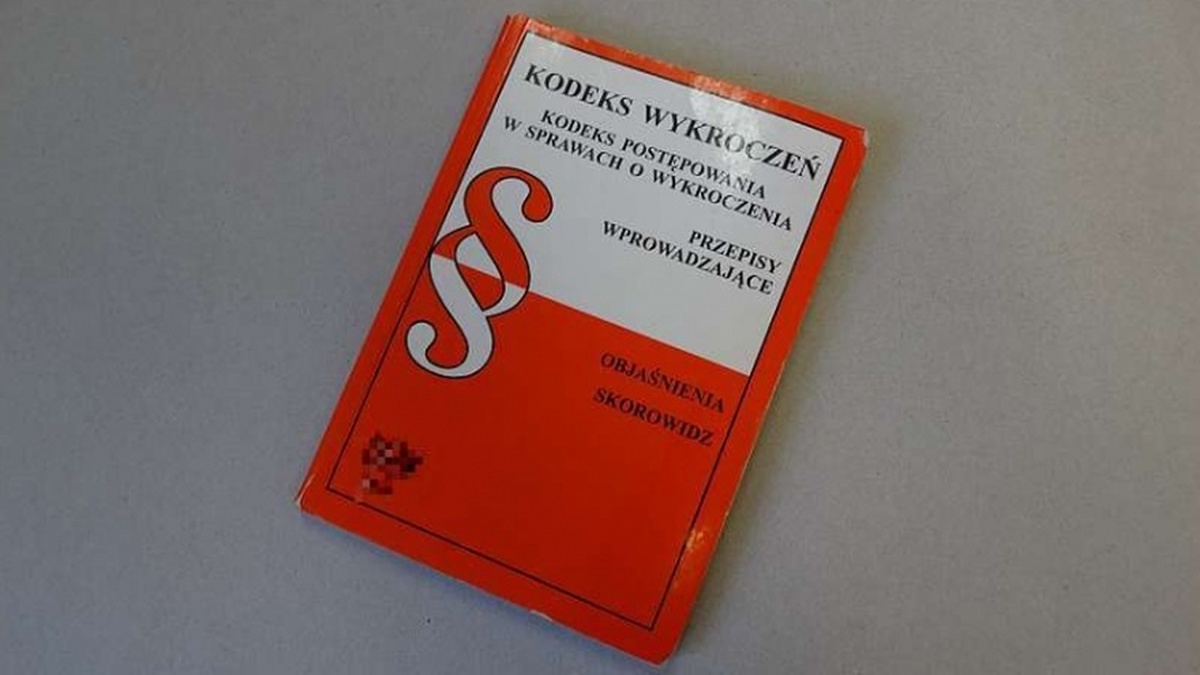 KODEKS WYKROCZEŃ
KODEKS POSTĘPOWANIA
W SPRAWACH O WYKROCZENIA
PRZEPISY
WPROWADZAJĄCE
§
OBJAŚNIENIA
SKOROWIDZ